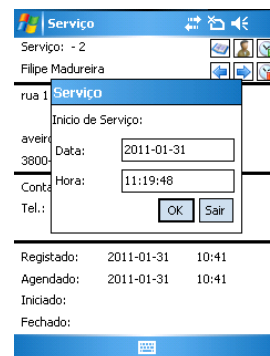 Serviço
Serviço: - 2
Filipe Madureira
rua 1
Serviço
Inicio de Serviço:
Data: 2011-01-31
Hora: 11:19:48
OK Sair
aveir
3800-
Conta
Tel.:
Registado: 2011-01-31 10:41
Agendado: 2011-01-31 10:41
Iniciado:
Fechado: